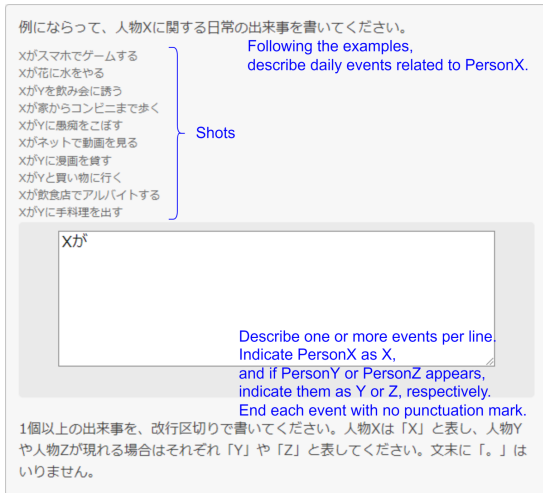 例にならって、人物Xに関する日常の出来事を書いてください。
Following the examples,
describe daily events related to PersonX.
Xがスマホでゲームする
Xが花に水をやる
XがYを飲み会に誘う
Xが家からコンビニまで歩く
XがYに愚痴をこぼす
Xがネットで動画を見る
XがYに漫画を貸す
XがYと買い物に行く
Xが飲食店でアルバイトする
XがYに手料理を出す
Shots
Xが
Describe one or more events per line.
Indicate PersonX as X,
and if PersonY or PersonZ appears,
indicate them as Y or Z, respectively.
End each event with no punctuation mark.
1個以上の出来事を、改行区切りで書いてください。人物Xは「X」と表し、人物Y
や人物Zが現れる場合はそれぞれ「Y」や「Z」と表してください。文末に「。」は
いりません。